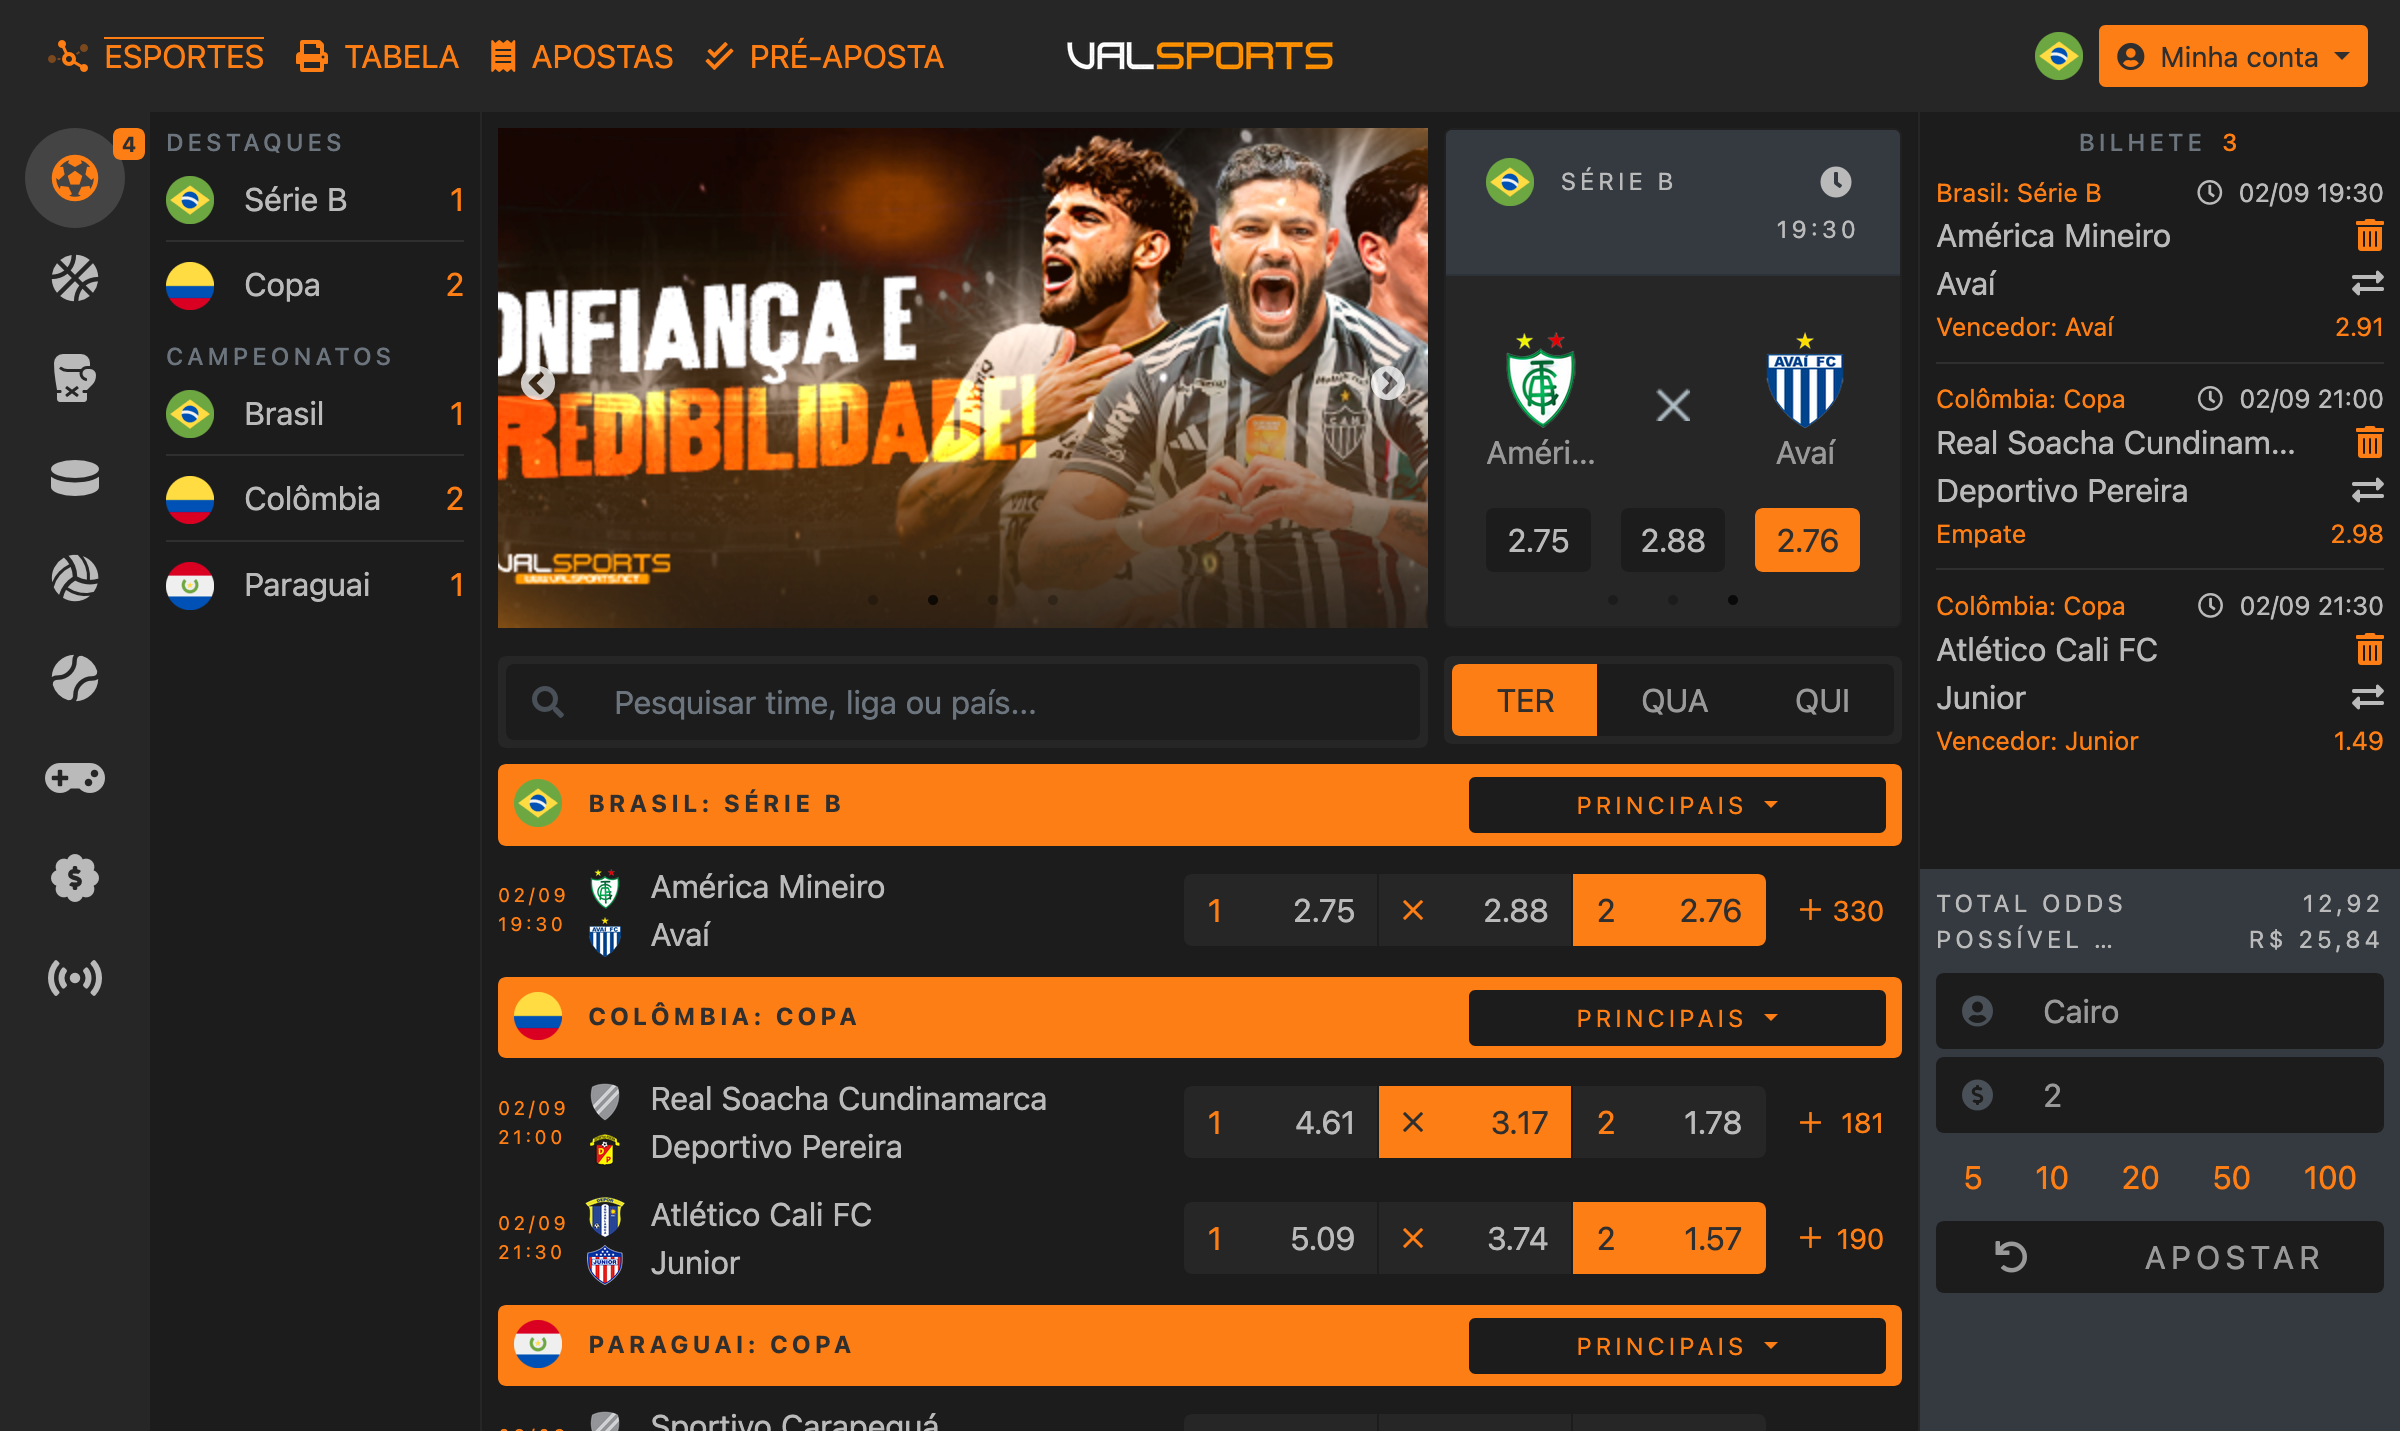 ESPORTES
TABELA
APOSTAS
PRÉ-APOSTA
VALSPORTS
Minha conta
4
DESTAQUES
Série B 1
Copa 2
CAMPEONATOS
Brasil 1
Colômbia 2
Paraguai 1
ONFIANÇA E
REDIBILIDADE!
VALSPORTS
WWW.VALSPORTS.NET
SÉRIE B
19:30
AVAÍ FC
Améri...
Avaí
2.75 2.88 2.76
Pesquisar time, liga ou país...
TER QUA QUI
BRASIL: SÉRIE B
PRINCIPAIS
02/09
19:30
América Mineiro
Avaí
1 2.75 × 2.88 2 2.76 + 330
COLÔMBIA: COPA
PRINCIPAIS
02/09
21:00
Real Soacha Cundinamarca
Deportivo Pereira
1 4.61 × 3.17 2 1.78 + 181
02/09
21:30
Atlético Cali FC
Junior
1 5.09 × 3.74 2 1.57 + 190
PARAGUAI: COPA
PRINCIPAIS
Sportivo Carapeguá
BILHETE 3
Brasil: Série B 02/09 19:30
América Mineiro
Avaí
Vencedor: Avaí 2.91
Colômbia: Copa 02/09 21:00
Real Soacha Cundinam...
Deportivo Pereira
Empate 2.98
Colômbia: Copa 02/09 21:30
Atlético Cali FC
Junior
Vencedor: Junior 1.49
TOTAL ODDS 12,92
POSSÍVEL ... R$ 25,84
Cairo
2
5 10 20 50 100
APOSTAR